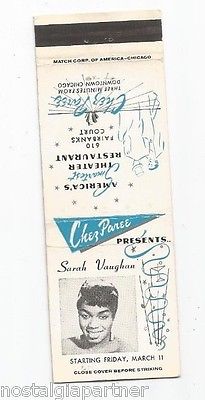 MATCH CORP. OF AMERICA-CHICAGO
AMERICA'S
Smartest
THEATER
RESTAURANT
610
FAIRBANKS
COURT
Chez Paree
THREE MINUTES FROM
DOWNTOWN CHICAGO
Chez Paree
PRESENTS..
Sarah Vaughan
STARTING FRIDAY, MARCH 11
CLOSE COVER BEFORE STRIKING
© nostalgiapartner